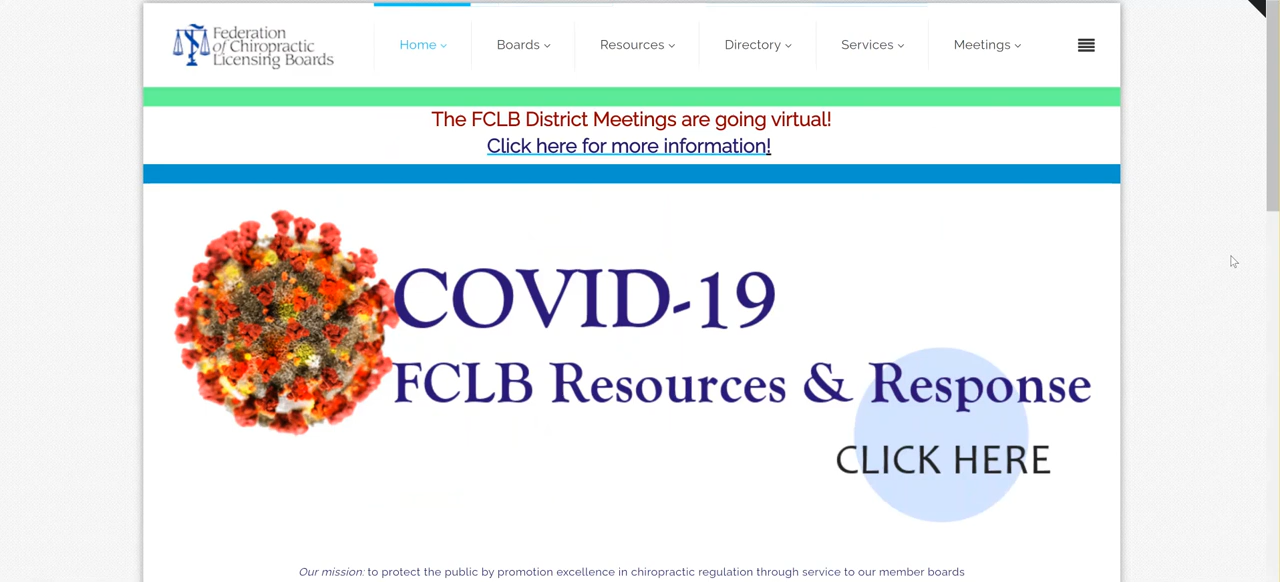 Federation
of Chiropractic
Licensing Boards
Home
Boards
Resources
Directory
Services
Meetings
The FCLB District Meetings are going virtual!
Click here for more information!
COVID-19
FCLB Resources & Response
CLICK HERE
Our mission: to protect the public by promotion excellence in chiropractic regulation through service to our member boards